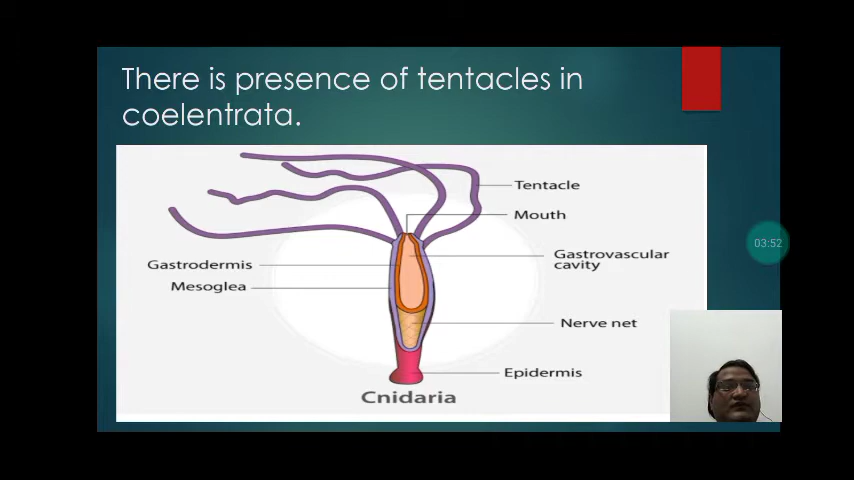 There is presence of tentacles in
coelentrata.
Tentacle
Mouth
Gastrovascular
cavity
Gastrodermis
Mesoglea
Nerve net
Epidermis
Cnidaria
03:52